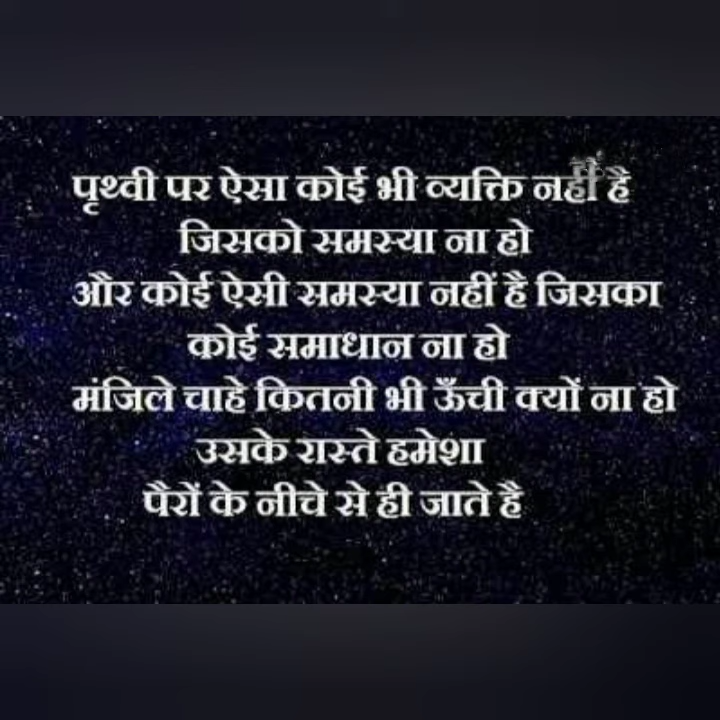 पृथ्वी पर ऐसा कोई भी व्यक्ति नहीं है
जिसको समस्या ना हो
और कोई ऐसी समस्या नहीं है जिसका
कोई समाधान ना हो
मंजिले चाहे कितनी भी ऊँची क्यों ना हो
उसके रास्ते हमेशा
पैरों के नीचे से ही जाते है